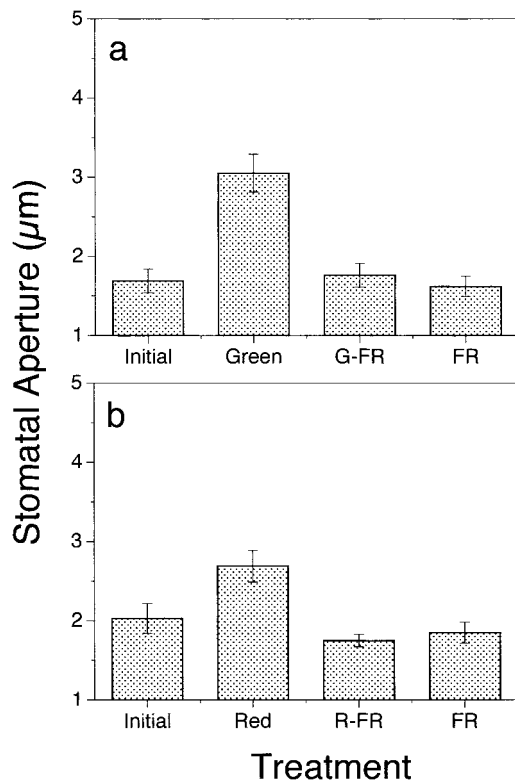 Stomatal Aperture (μm)
a
5
4
3
2
1
Initial Green G-FR FR
b
5
4
3
2
1
Initial Red R-FR FR
Treatment